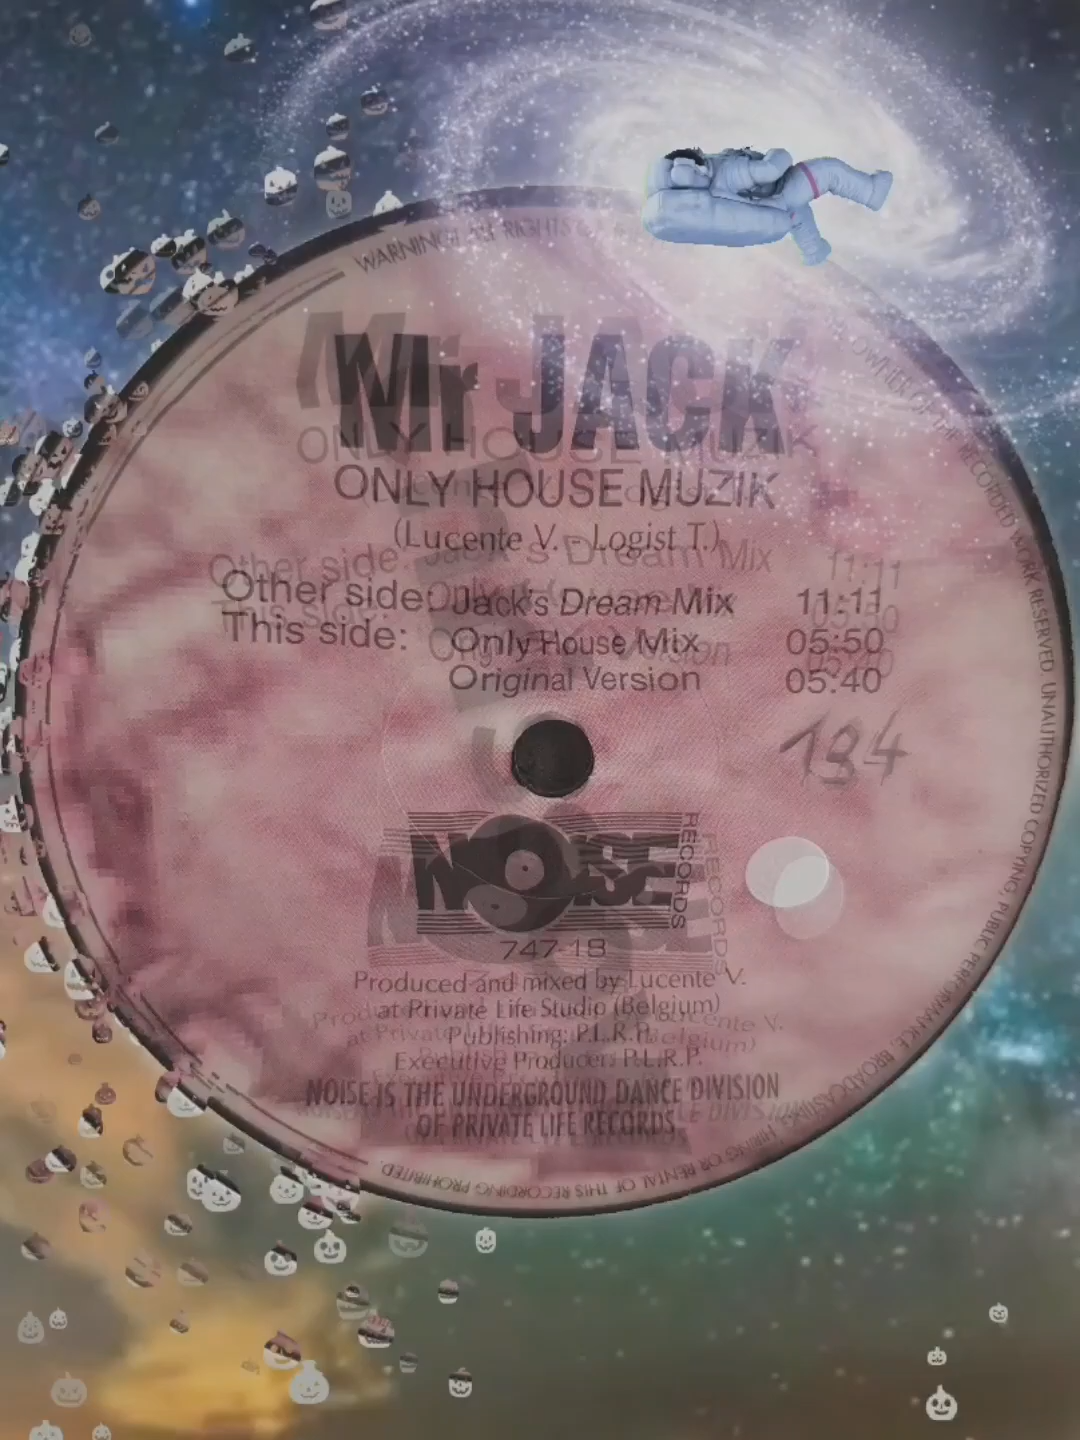 WARNING! ALL RIGHTS OWNER OF THE RECORDED WORK RESERVED. UNAUTHORIZED COPYING, PUBLIC PERFORMANCE, BROADCASTING, HIRING OR RENTAL OF THIS RECORDING PROHIBITED.
Mr JACK
ONLY HOUSE MUZIK
(Lucente V. - Logist T.)
Other side: Jack's Dream Mix 11:11
This side: Only House Mix 05:50
Original Version 05:40
194
NOISE RECORDS
747-18
Produced and mixed by Lucente V.
at Private Life Studio (Belgium)
Publishing: P.L.R.P.
Executive Producer: P.L.R.P.
NOISE IS THE UNDERGROUND DANCE DIVISION
OF PRIVATE LIFE RECORDS